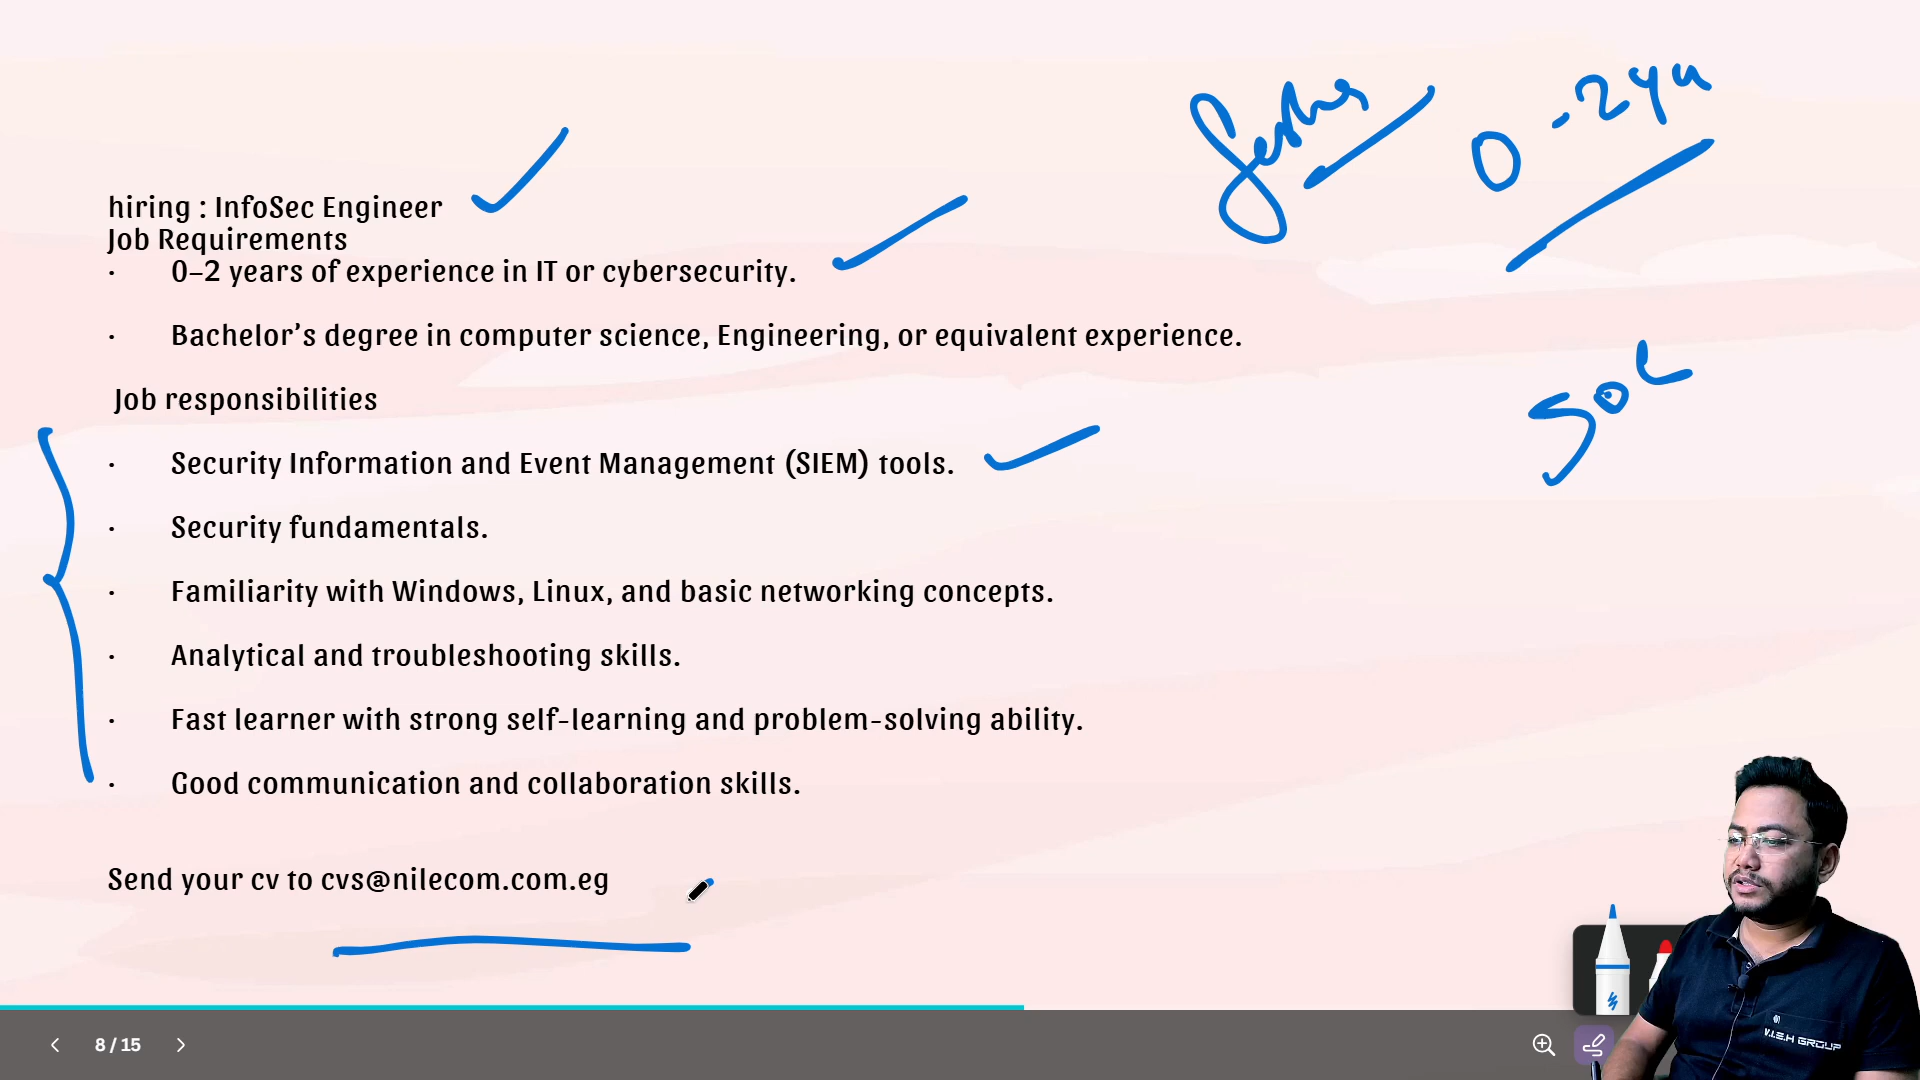 hiring : InfoSec Engineer
Job Requirements
· 0–2 years of experience in IT or cybersecurity.
· Bachelor's degree in computer science, Engineering, or equivalent experience.
Job responsibilities
· Security Information and Event Management (SIEM) tools.
· Security fundamentals.
· Familiarity with Windows, Linux, and basic networking concepts.
· Analytical and troubleshooting skills.
· Fast learner with strong self-learning and problem-solving ability.
· Good communication and collaboration skills.
Send your cv to cvs@nilecom.com.eg
0-2
SOC
8 / 15
V.I.E.H GROUP